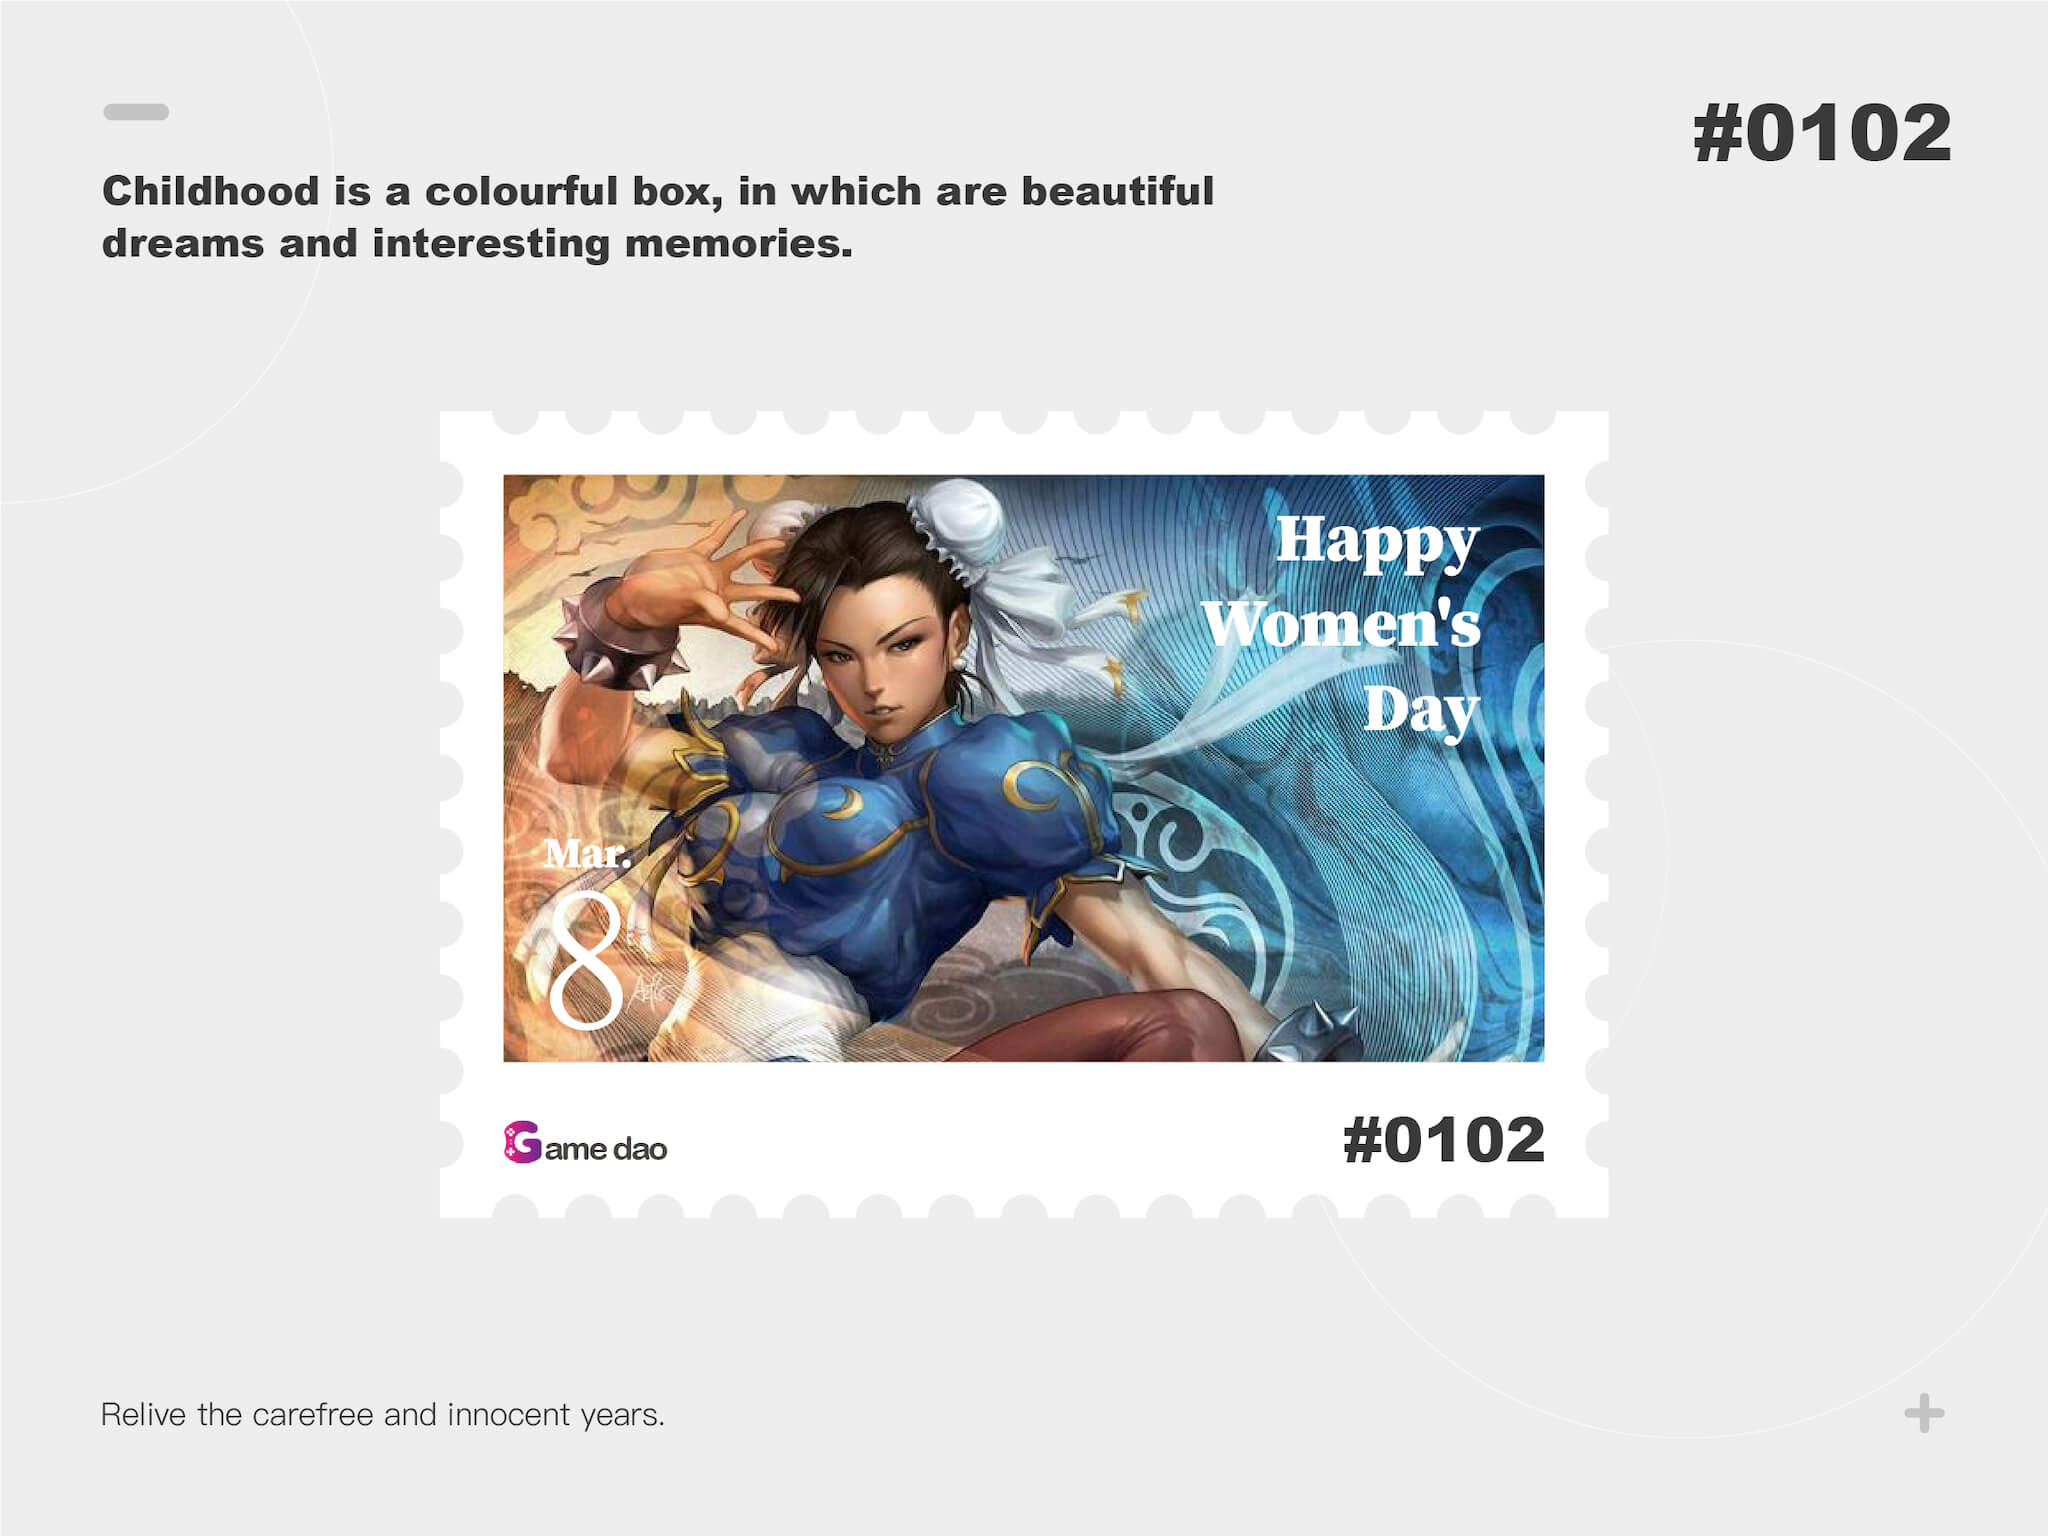 #0102
Childhood is a colourful box, in which are beautiful
dreams and interesting memories.
Happy
Women's
Day
Mar.
8
Game dao
#0102
Relive the carefree and innocent years.